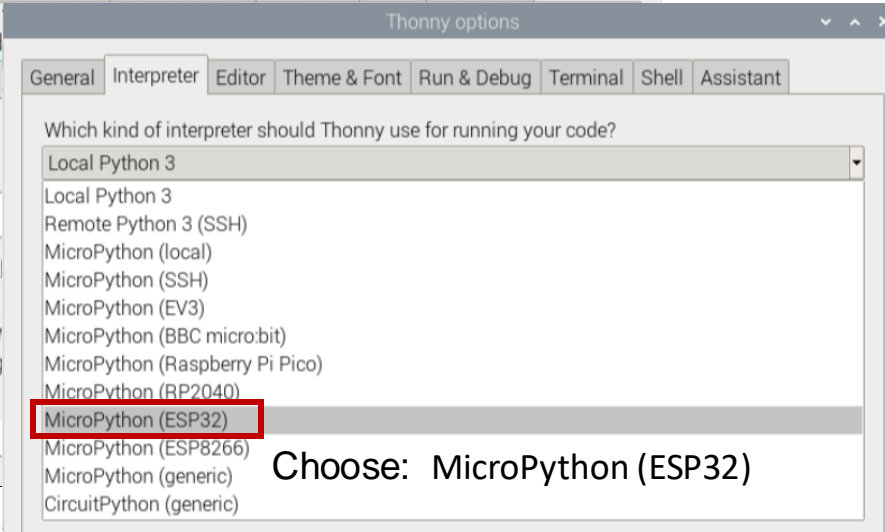 Thonny options
General Interpreter Editor Theme & Font Run & Debug Terminal Shell Assistant
Which kind of interpreter should Thonny use for running your code?
Local Python 3
Local Python 3
Remote Python 3 (SSH)
MicroPython (local)
MicroPython (SSH)
MicroPython (EV3)
MicroPython (BBC micro:bit)
MicroPython (Raspberry Pi Pico)
MicroPython (RP2040)
MicroPython (ESP32)
MicroPython (ESP8266)
Choose: MicroPython (ESP32)
MicroPython (generic)
CircuitPython (generic)